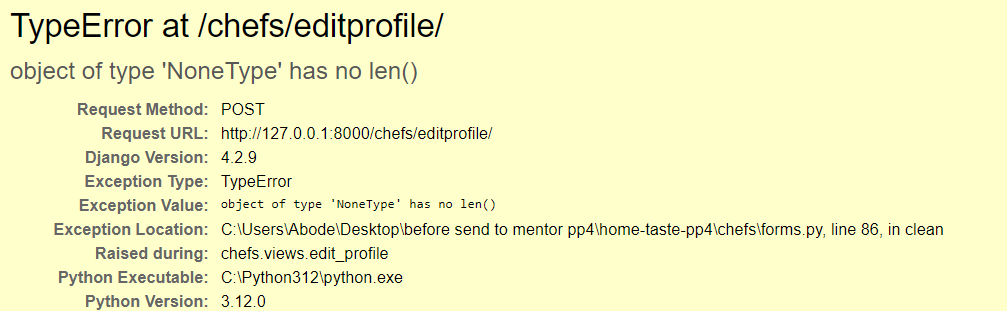 TypeError at /chefs/editprofile/
object of type 'NoneType' has no len()
Request Method: POST
Request URL: http://127.0.0.1:8000/chefs/editprofile/
Django Version: 4.2.9
Exception Type: TypeError
Exception Value: object of type 'NoneType' has no len()
Exception Location: C:\Users\Abode\Desktop\before send to mentor pp4\home-taste-pp4\chefs\forms.py, line 86, in clean
Raised during: chefs.views.edit_profile
Python Executable: C:\Python312\python.exe
Python Version: 3.12.0